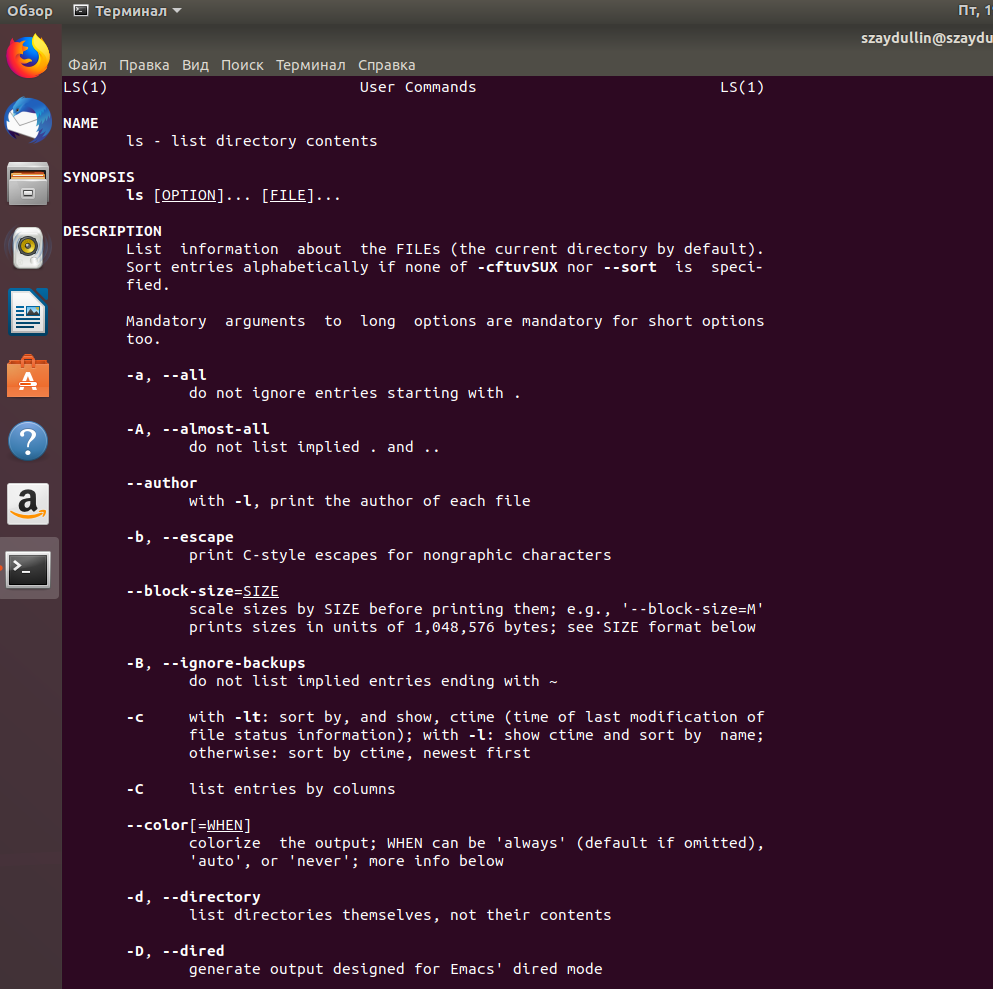 Обзор Терминал Пт, 1
szaydullin@szaydu
Файл Правка Вид Поиск Терминал Справка
LS(1) User Commands LS(1)
NAME
ls - list directory contents
SYNOPSIS
ls [OPTION]... [FILE]...
DESCRIPTION
List information about the FILEs (the current directory by default).
Sort entries alphabetically if none of -cftuvSUX nor --sort is speci-
fied.
Mandatory arguments to long options are mandatory for short options
too.
-a, --all
do not ignore entries starting with .
-A, --almost-all
do not list implied . and ..
--author
with -l, print the author of each file
-b, --escape
print C-style escapes for nongraphic characters
--block-size=SIZE
scale sizes by SIZE before printing them; e.g., '--block-size=M'
prints sizes in units of 1,048,576 bytes; see SIZE format below
-B, --ignore-backups
do not list implied entries ending with ~
-c with -lt: sort by, and show, ctime (time of last modification of
file status information); with -l: show ctime and sort by name;
otherwise: sort by ctime, newest first
-C list entries by columns
--color[=WHEN]
colorize the output; WHEN can be 'always' (default if omitted),
'auto', or 'never'; more info below
-d, --directory
list directories themselves, not their contents
-D, --dired
generate output designed for Emacs' dired mode